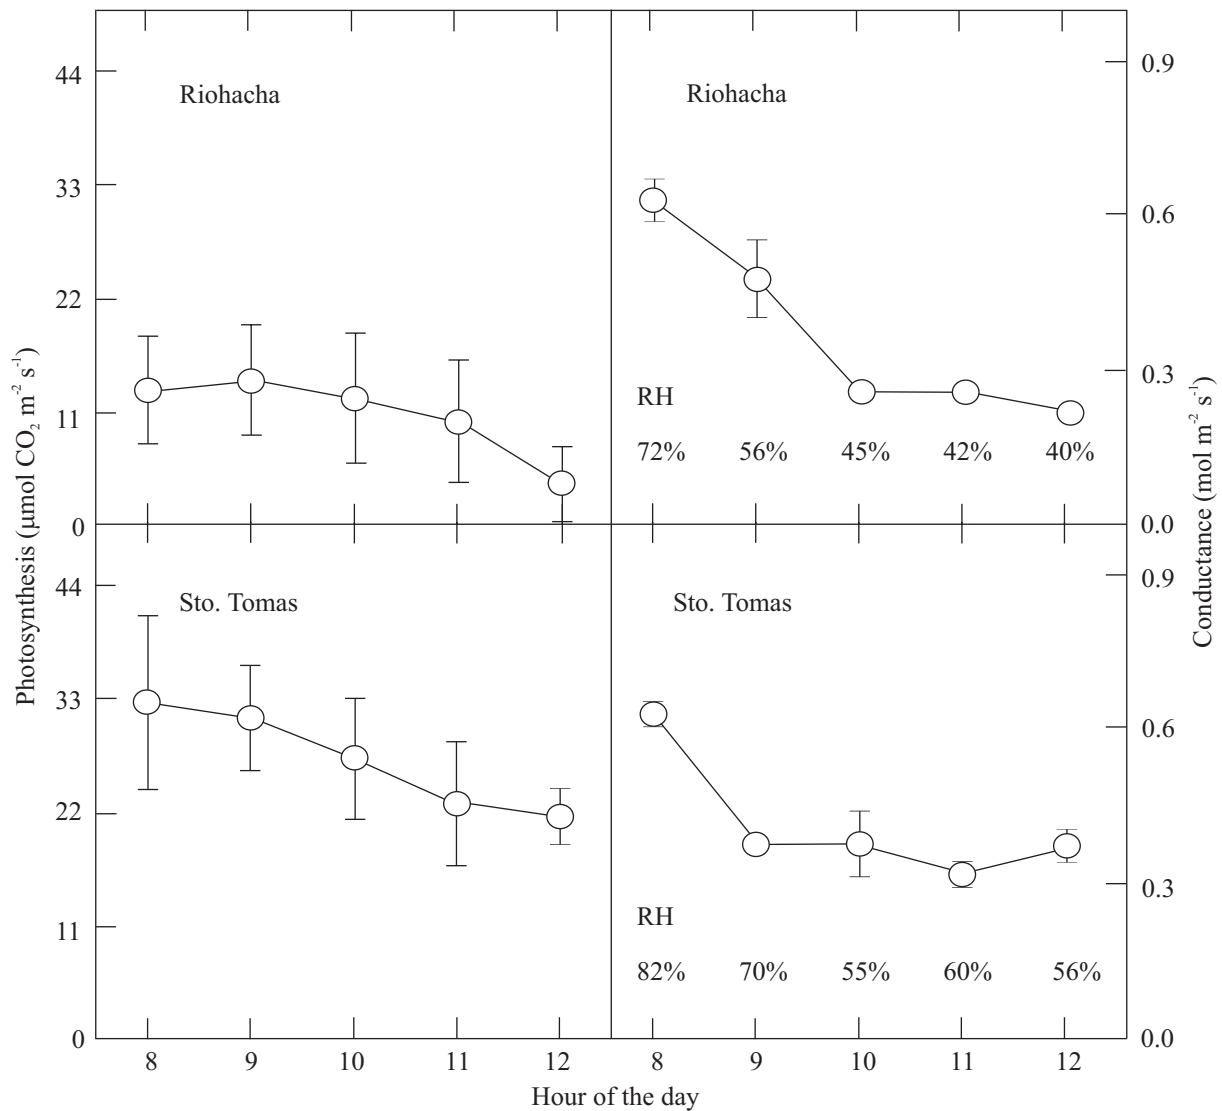 Photosynthesis (μmol CO₂ m⁻² s⁻¹)
44
33
22
11
0
Riohacha
Riohacha
RH
72% 56% 45% 42% 40%
0.9
0.6
0.3
0.0
Conductance (mol m⁻² s⁻¹)
44
33
22
11
0
Sto. Tomas
Sto. Tomas
RH
82% 70% 55% 60% 56%
0.9
0.6
0.3
0.0
8 9 10 11 12 8 9 10 11 12
Hour of the day